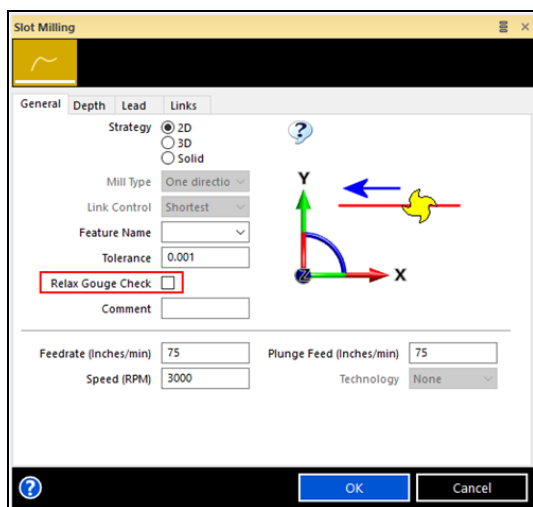 Slot Milling
General Depth Lead Links
Strategy 2D
3D
Solid
Mill Type One directio
Link Control Shortest
Feature Name
Tolerance 0.001
Relax Gouge Check
Comment
Y
X
Z
Feedrate (Inches/min) 75 Plunge Feed (Inches/min) 75
Speed (RPM) 3000 Technology None
OK Cancel